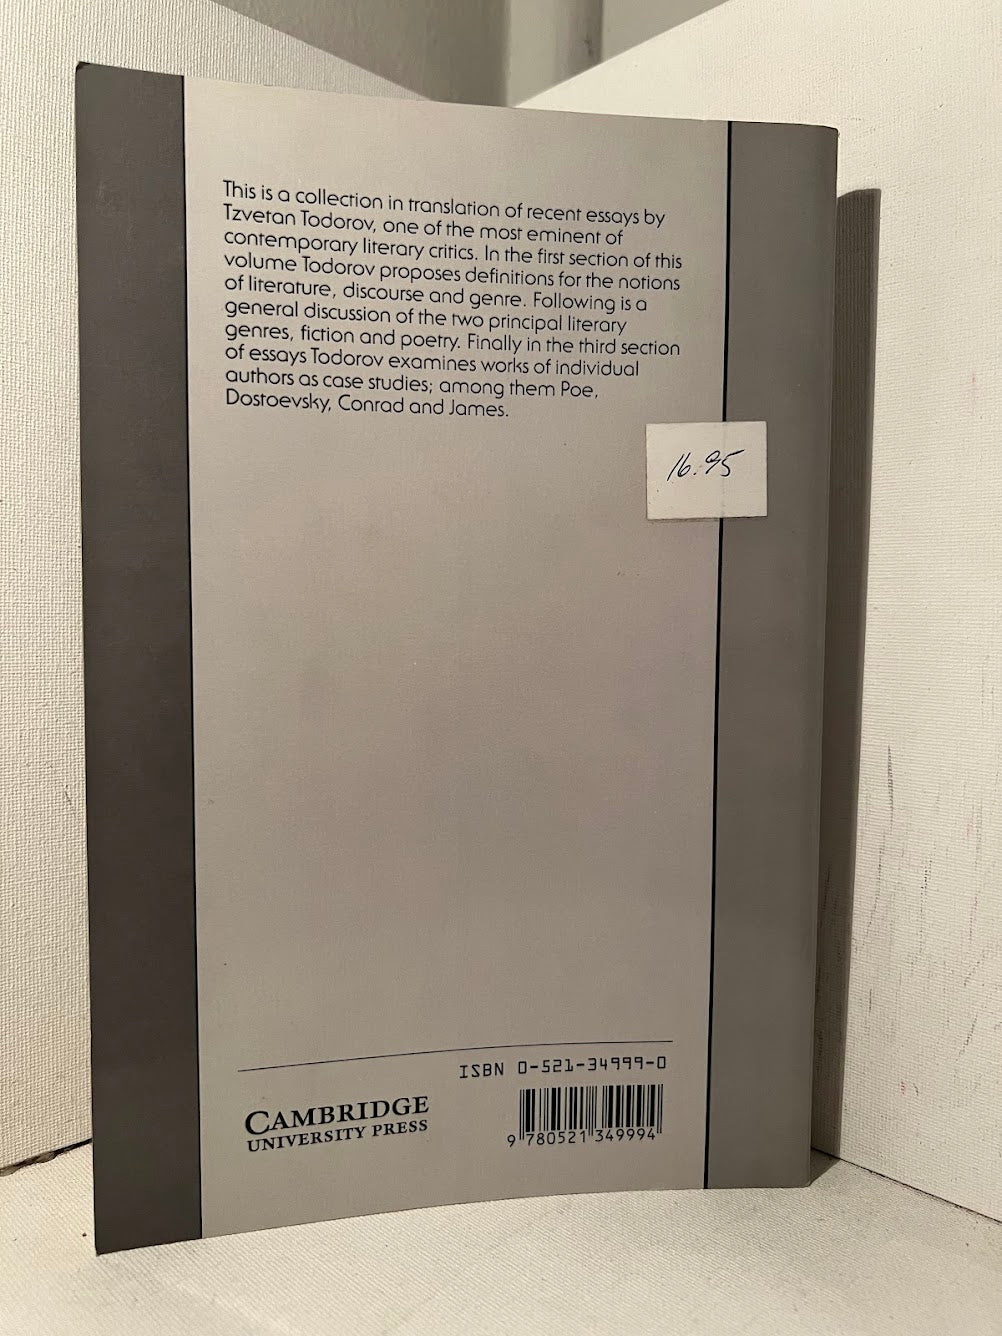 This is a collection in translation of recent essays by
Tzvetan Todorov, one of the most eminent of
contemporary literary critics. In the first section of this
volume Todorov proposes definitions for the notions
of literature, discourse and genre. Following is a
general discussion of the two principal literary
genres, fiction and poetry. Finally in the third section
of essays Todorov examines works of individual
authors as case studies; among them Poe,
Dostoevsky, Conrad and James.
16.95
ISBN 0-521-34999-0
CAMBRIDGE
UNIVERSITY PRESS
9 780521 349994